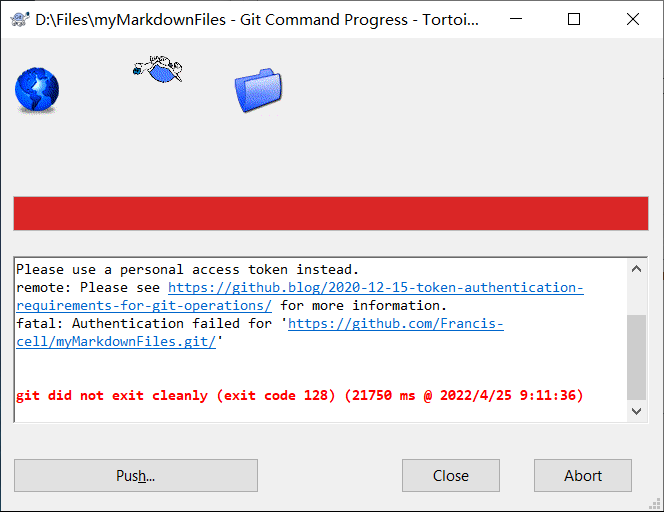 D:\Files\myMarkdownFiles - Git Command Progress - Tortoi...
Please use a personal access token instead.
remote: Please see https://github.blog/2020-12-15-token-authentication-
requirements-for-git-operations/ for more information.
fatal: Authentication failed for 'https://github.com/Francis-
cell/myMarkdownFiles.git/'
git did not exit cleanly (exit code 128) (21750 ms @ 2022/4/25 9:11:36)
Push...
Close
Abort